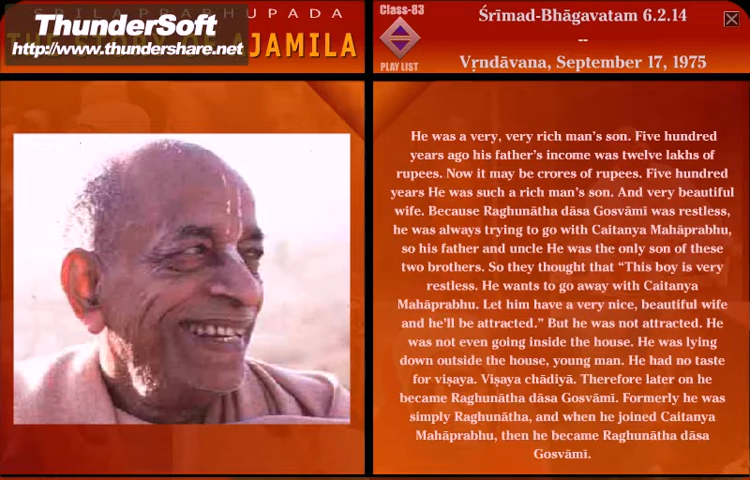 SRILA PRABHUPADA
ThunderSoft
http://www.thundershare.net
AJAMILA
Class-03
PLAY LIST
Śrīmad-Bhāgavatam 6.2.14
--
Vṛndāvana, September 17, 1975
He was a very, very rich man's son. Five hundred
years ago his father's income was twelve lakhs of
rupees. Now it may be crores of rupees. Five hundred
years He was such a rich man's son. And very beautiful
wife. Because Raghunātha dāsa Gosvāmī was restless,
he was always trying to go with Caitanya Mahāprabhu,
so his father and uncle He was the only son of these
two brothers. So they thought that “This boy is very
restless. He wants to go away with Caitanya
Mahāprabhu. Let him have a very nice, beautiful wife
and he'll be attracted.” But he was not attracted. He
was not even going inside the house. He was lying
down outside the house, young man. He had no taste
for viṣaya. Viṣaya chāḍiyā. Therefore later on he
became Raghunātha dāsa Gosvāmī. Formerly he was
simply Raghunātha, and when he joined Caitanya
Mahāprabhu, then he became Raghunātha dāsa
Gosvāmī.